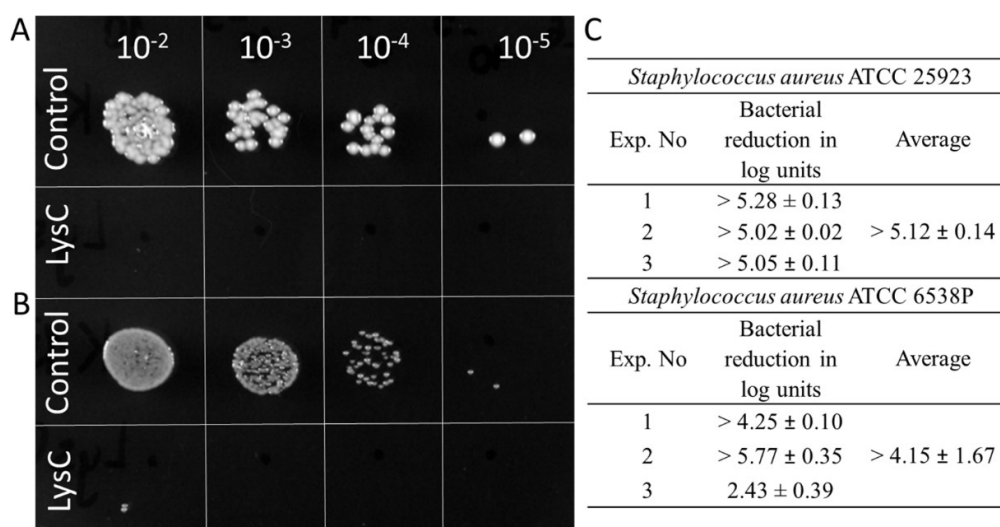 A
10-2 10-3 10-4 10-5
Control
LysC
B
Control
LysC
C
Staphylococcus aureus ATCC 25923
Exp. No Bacterial reduction in log units Average
1 > 5.28 ± 0.13
2 > 5.02 ± 0.02 > 5.12 ± 0.14
3 > 5.05 ± 0.11
Staphylococcus aureus ATCC 6538P
Exp. No Bacterial reduction in log units Average
1 > 4.25 ± 0.10
2 > 5.77 ± 0.35 > 4.15 ± 1.67
3 2.43 ± 0.39